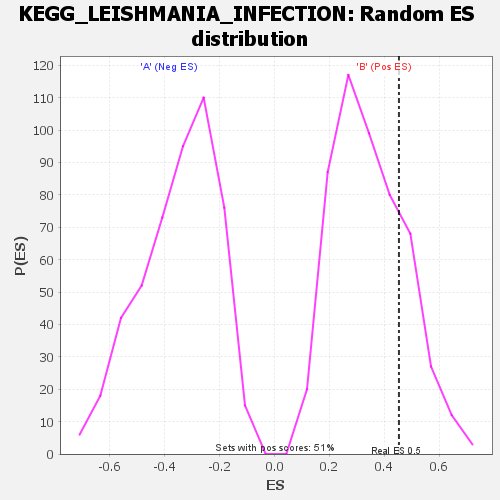 KEGG_LEISHMANIA_INFECTION: Random ES
distribution
'A' (Neg ES)
'B' (Pos ES)
120
110
100
90
80
70
60
50
40
30
20
10
0
P(ES)
Sets with pos scores: 51%
Real ES 0.5
-0.6
-0.4
-0.2
0.0
0.2
0.4
0.6
ES